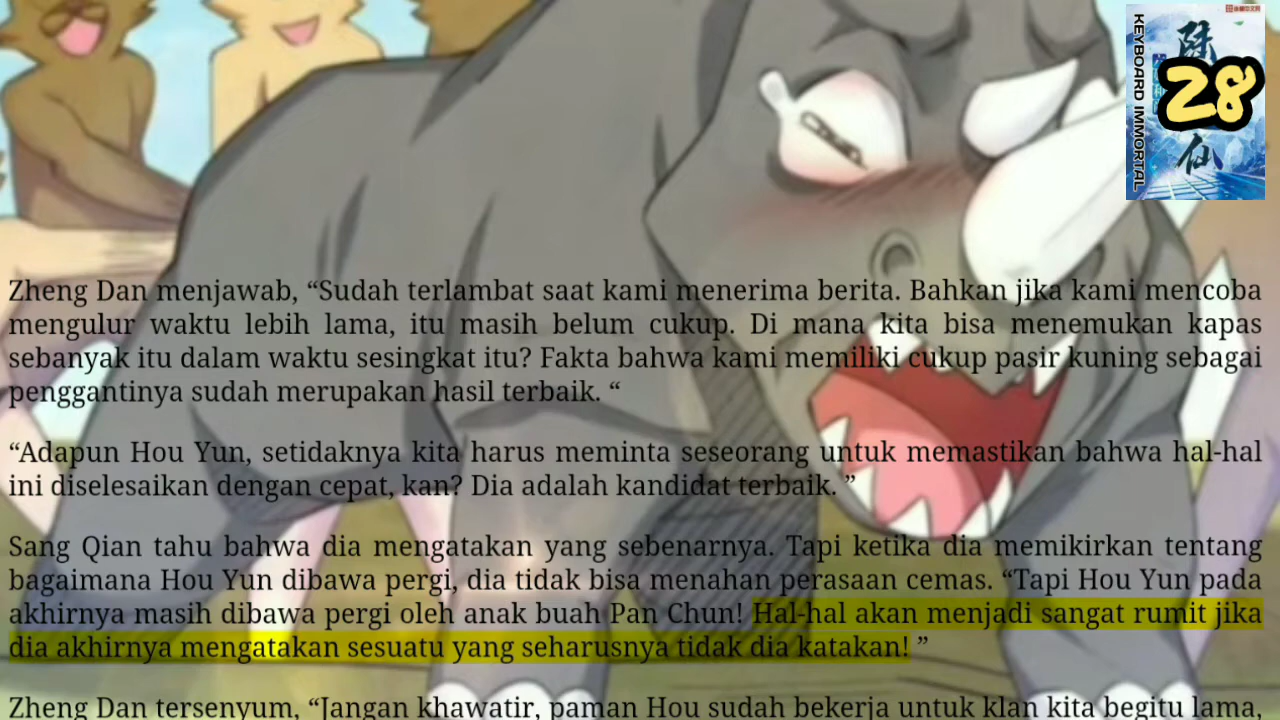 陆
仙
KEYBOARD IMMORTAL
28
Zheng Dan menjawab, “Sudah terlambat saat kami menerima berita. Bahkan jika kami mencoba
mengulur waktu lebih lama, itu masih belum cukup. Di mana kita bisa menemukan kapas
sebanyak itu dalam waktu sesingkat itu? Fakta bahwa kami memiliki cukup pasir kuning sebagai
penggantinya sudah merupakan hasil terbaik. “
“Adapun Hou Yun, setidaknya kita harus meminta seseorang untuk memastikan bahwa hal-hal
ini diselesaikan dengan cepat, kan? Dia adalah kandidat terbaik. ”
Sang Qian tahu bahwa dia mengatakan yang sebenarnya. Tapi ketika dia memikirkan tentang
bagaimana Hou Yun dibawa pergi, dia tidak bisa menahan perasaan cemas. “Tapi Hou Yun pada
akhirnya masih dibawa pergi oleh anak buah Pan Chun! Hal-hal akan menjadi sangat rumit jika
dia akhirnya mengatakan sesuatu yang seharusnya tidak dia katakan! ”
Zheng Dan tersenyum, “Jangan khawatir, paman Hou sudah bekerja untuk klan kita begitu lama,